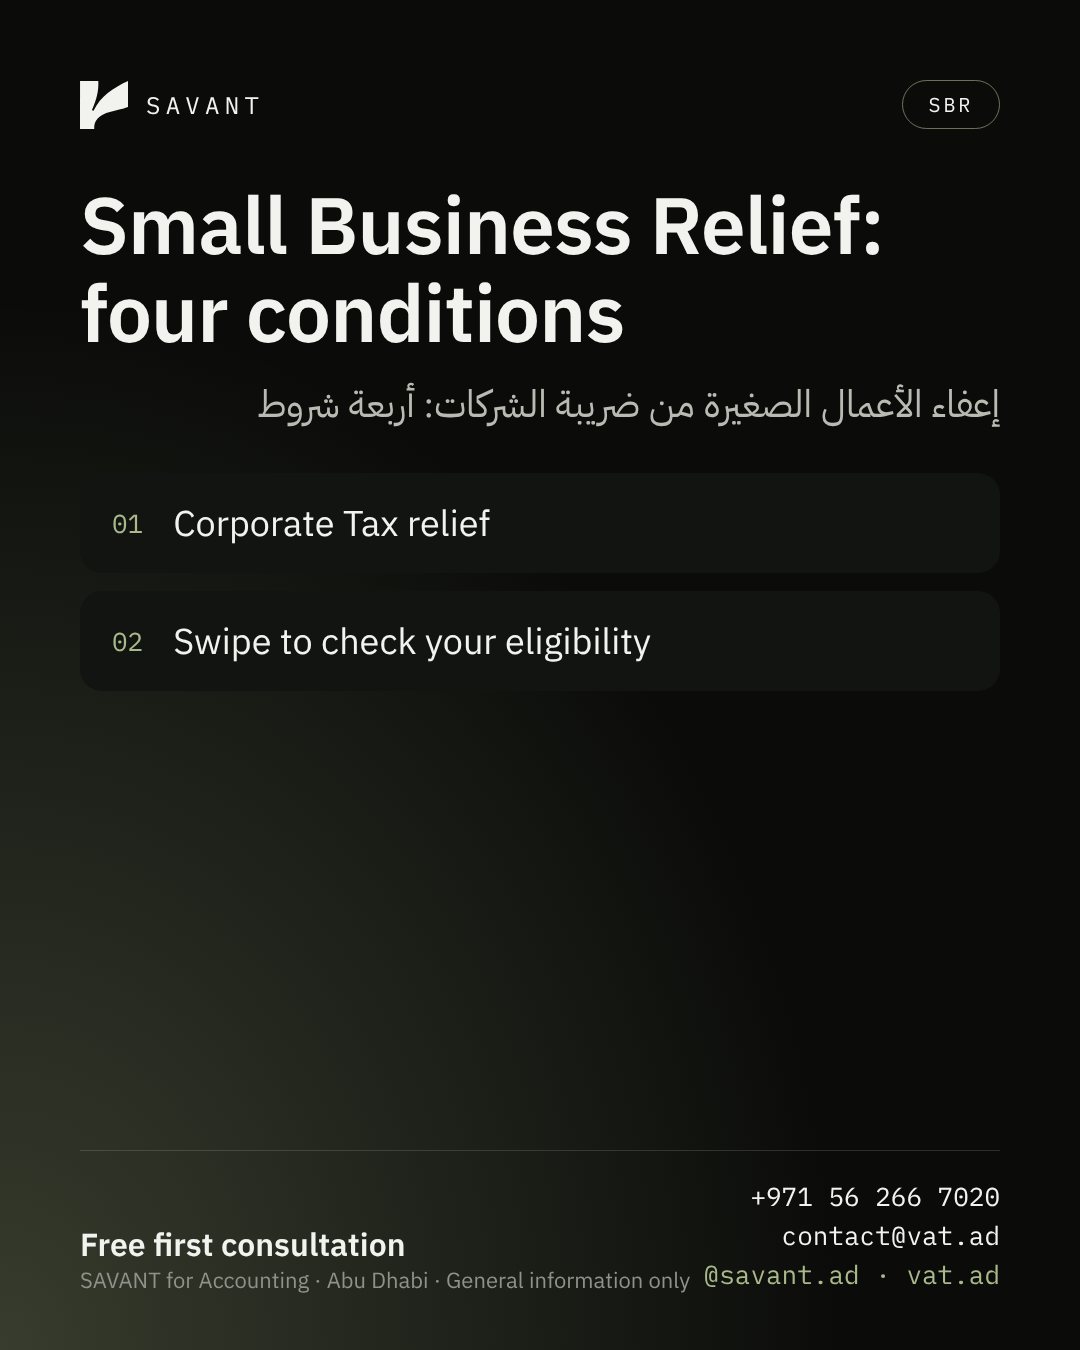 SAVANT
SBR
Small Business Relief:
four conditions
إعفاء الأعمال الصغيرة من ضريبة الشركات: أربعة شروط
01 Corporate Tax relief
02 Swipe to check your eligibility
+971 56 266 7020
contact@vat.ad
Free first consultation
SAVANT for Accounting · Abu Dhabi · General information only
@savant.ad · vat.ad